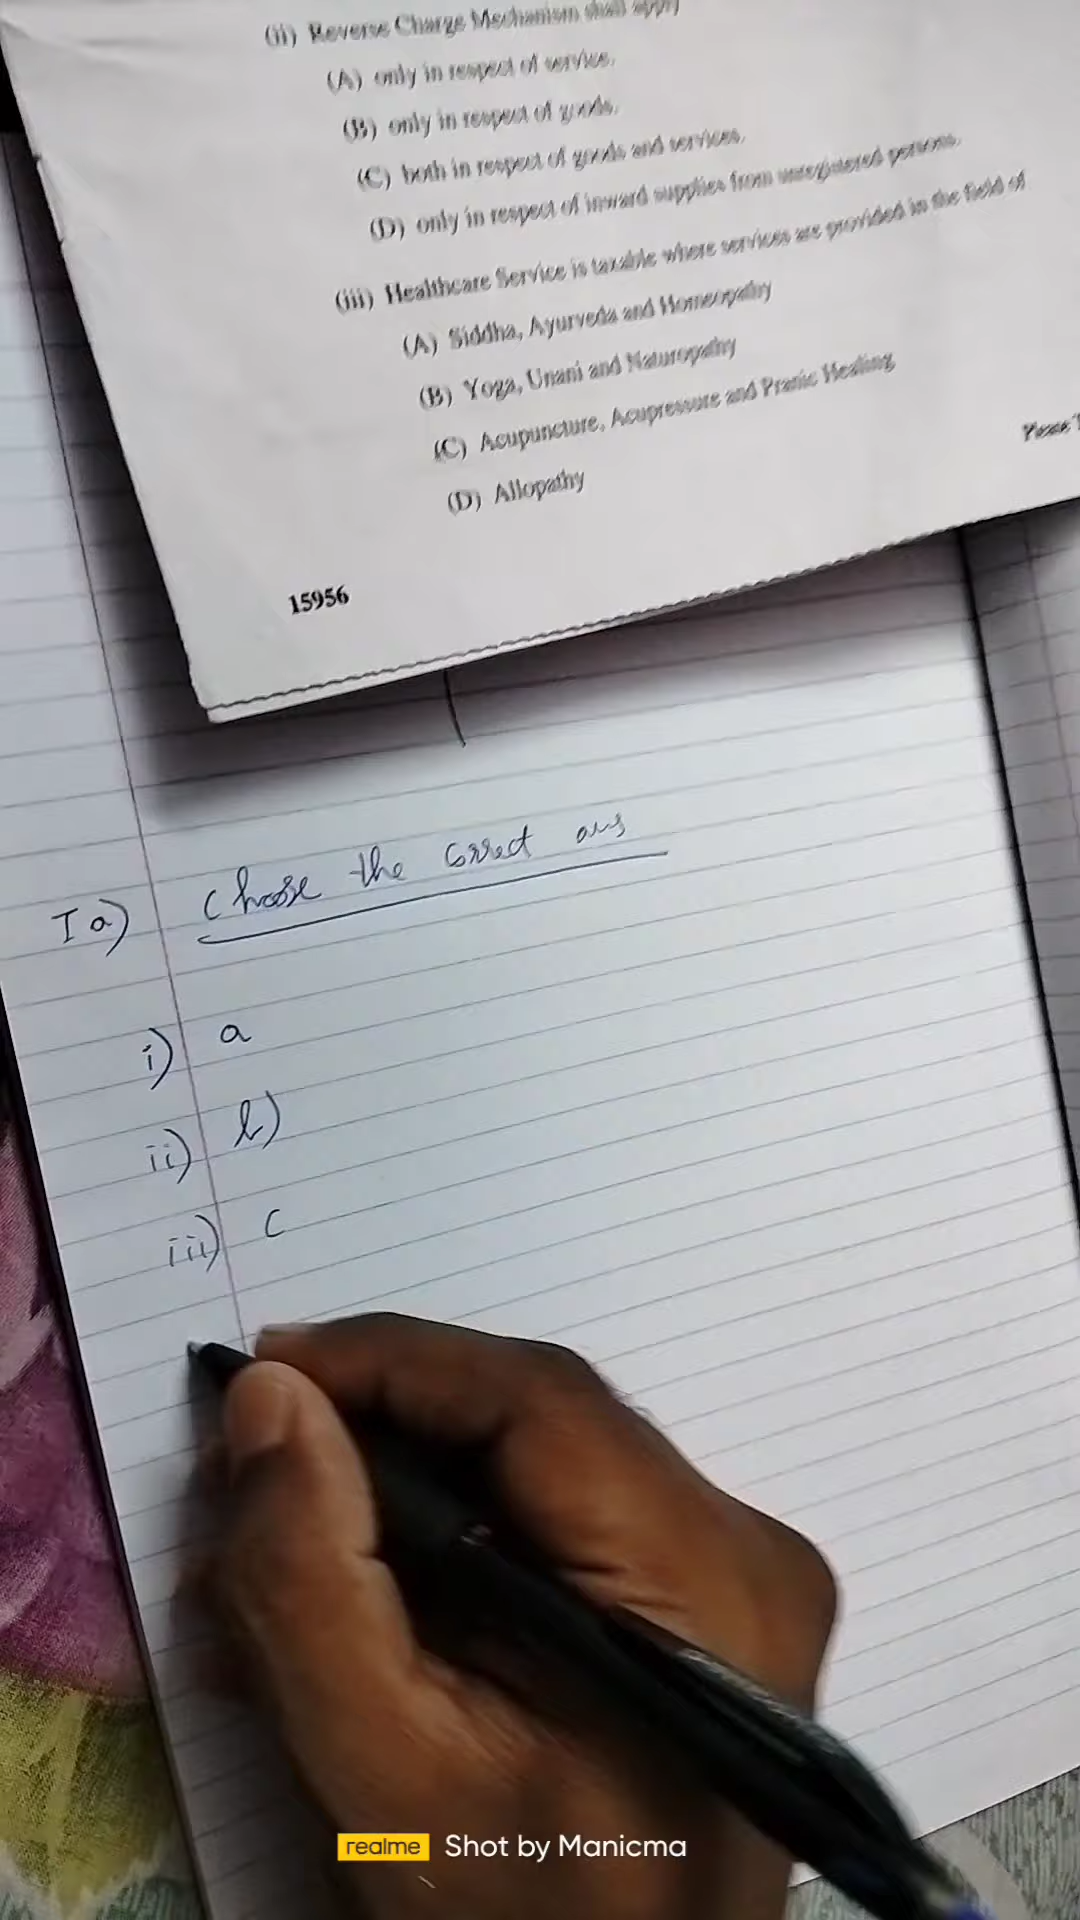 (ii) Reverse Charge Mechanism shall apply
(A) only in respect of service.
(B) only in respect of goods.
(C) both in respect of goods and services.
(D) only in respect of inward supplies from unregistered persons.
(iii) Healthcare Service is taxable where services are provided in the field of
(A) Siddha, Ayurveda and Homeopathy
(B) Yoga, Unani and Naturopathy
(C) Acupuncture, Acupressure and Pranic Healing
(D) Allopathy
Please
15956
I a) Choose the correct ans
i) a
ii) b)
iii) c
realme Shot by Manicma